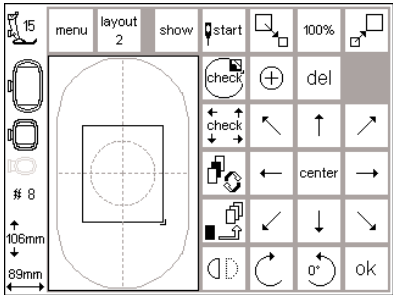 15
menu
layout
2
show
start
100%
check
del
check
center
# 8
106mm
89mm
0°
ok